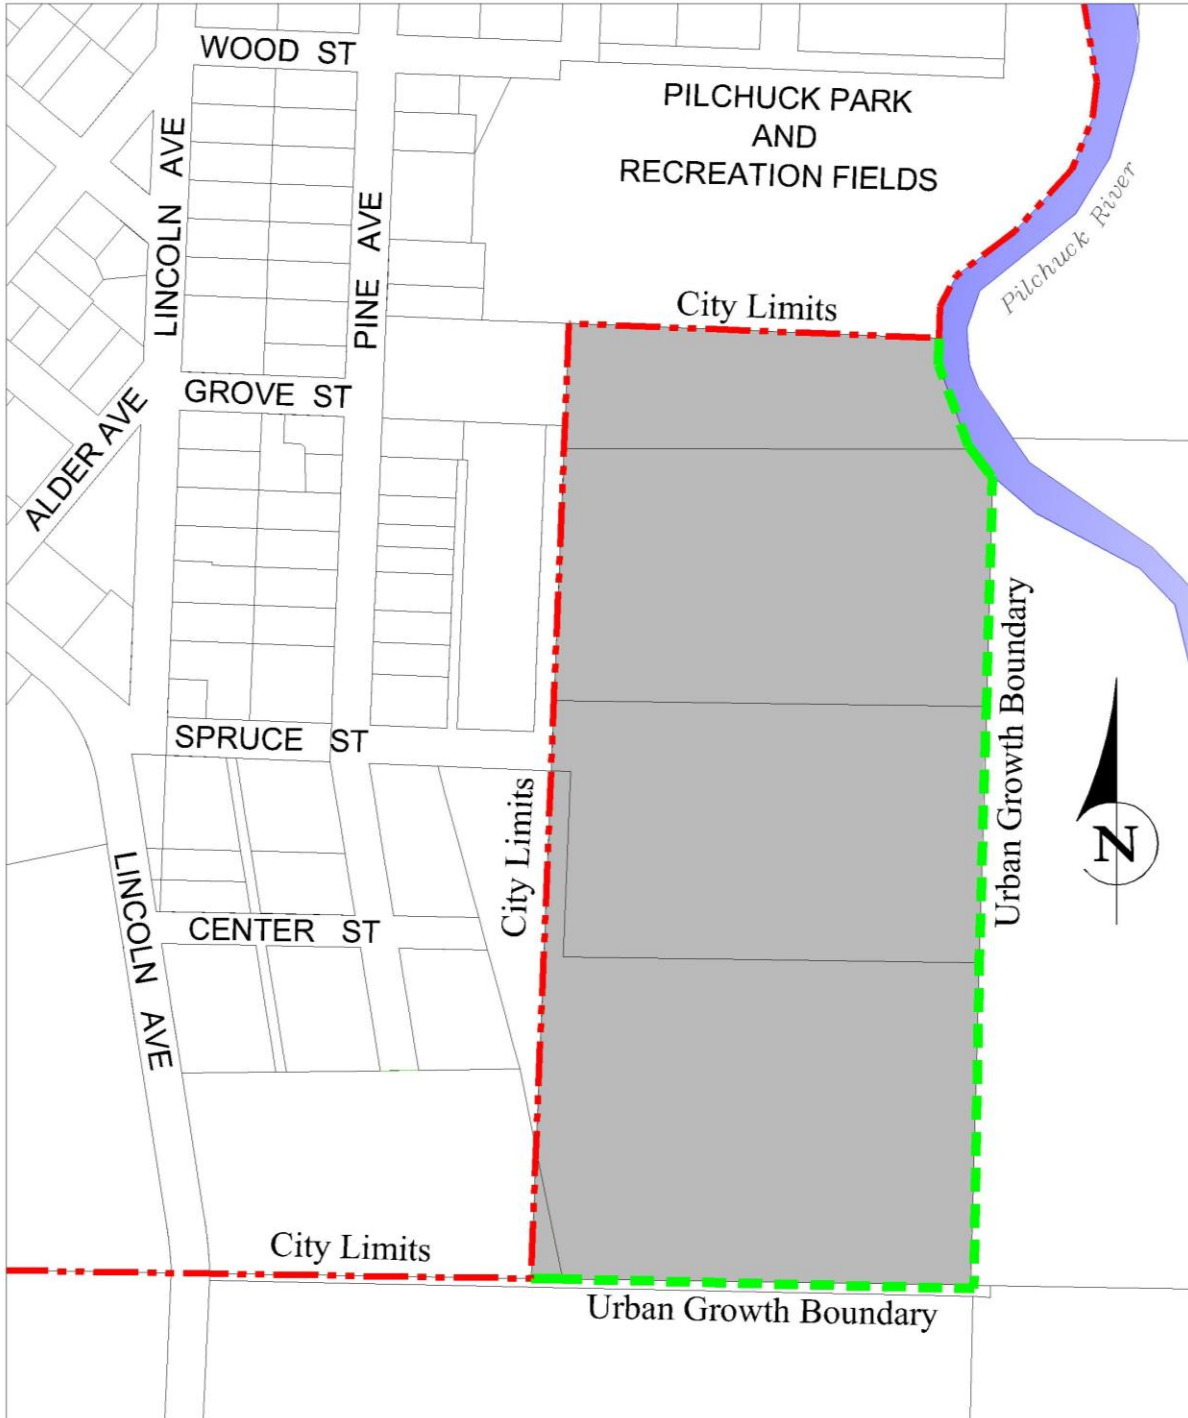 WOOD ST
PILCHUCK PARK
AND
RECREATION FIELDS
LINCOLN AVE
PINE AVE
Pilchuck River
City Limits
GROVE ST
ALDER AVE
Urban Growth Boundary
SPRUCE ST
City Limits
N
LINCOLN AVE
CENTER ST
City Limits
Urban Growth Boundary